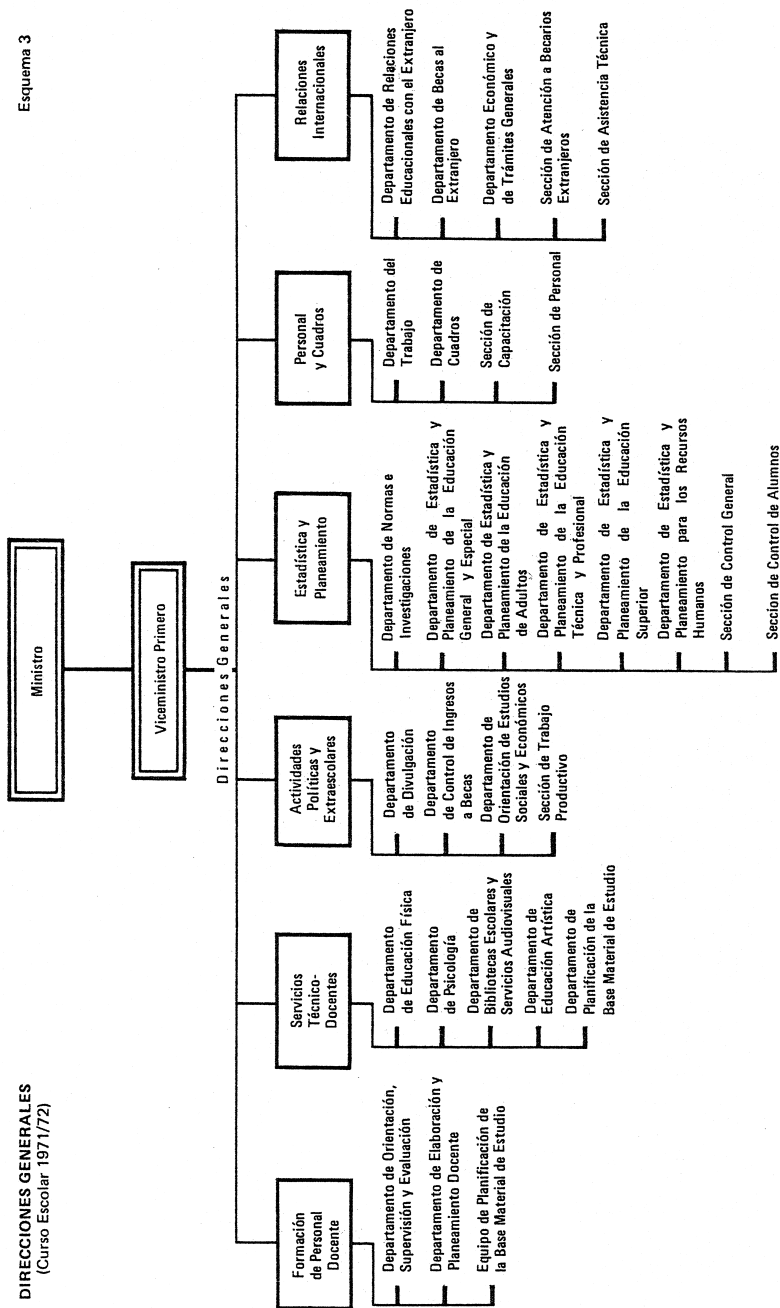 DIRECCIONES GENERALES
(Curso Escolar 1971/72)
Esquema 3
Ministro
Viceministro Primero
Direcciones Generales
Formación
de Personal
Docente
Departamento de Orientación,
Supervisión y Evaluación
Departamento de Elaboración y
Planeamiento Docente
Equipo de Planificación de
la Base Material de Estudio
Servicios
Técnico-
Docentes
Departamento
de Educación Física
Departamento
de Psicología
Departamento de
Bibliotecas Escolares y
Servicios Audiovisuales
Departamento de
Educación Artística
Departamento de
Planificación de la
Base Material de Estudio
Actividades
Políticas y
Extraescolares
Departamento
de Divulgación
Departamento
de Control de Ingresos
a Becas
Departamento de
Orientación de Estudios
Sociales y Económicos
Sección de Trabajo
Productivo
Estadística y
Planeamiento
Departamento de Normas e
Investigaciones
Departamento de Estadística y
Planeamiento de la Educación
General y Especial
Departamento de Estadística y
Planeamiento de la Educación
de Adultos
Departamento de Estadística y
Planeamiento de la Educación
Técnica y Profesional
Departamento de Estadística y
Planeamiento de la Educación
Superior
Departamento de Estadística y
Planeamiento para los Recursos
Humanos
Sección de Control General
Seccion de Control de Alumnos
Personal
y Cuadros
Departamento del
Trabajo
Departamento de
Cuadros
Sección de
Capacitación
Sección de Personal
Relaciones
Internacionales
Departamento de Relaciones
Educacionales con el Extranjero
Departamento de Becas al
Extranjero
Departamento Económico y
de Trámites Generales
Sección de Atención a Becarios
Extranjeros
Sección de Asistencia Técnica